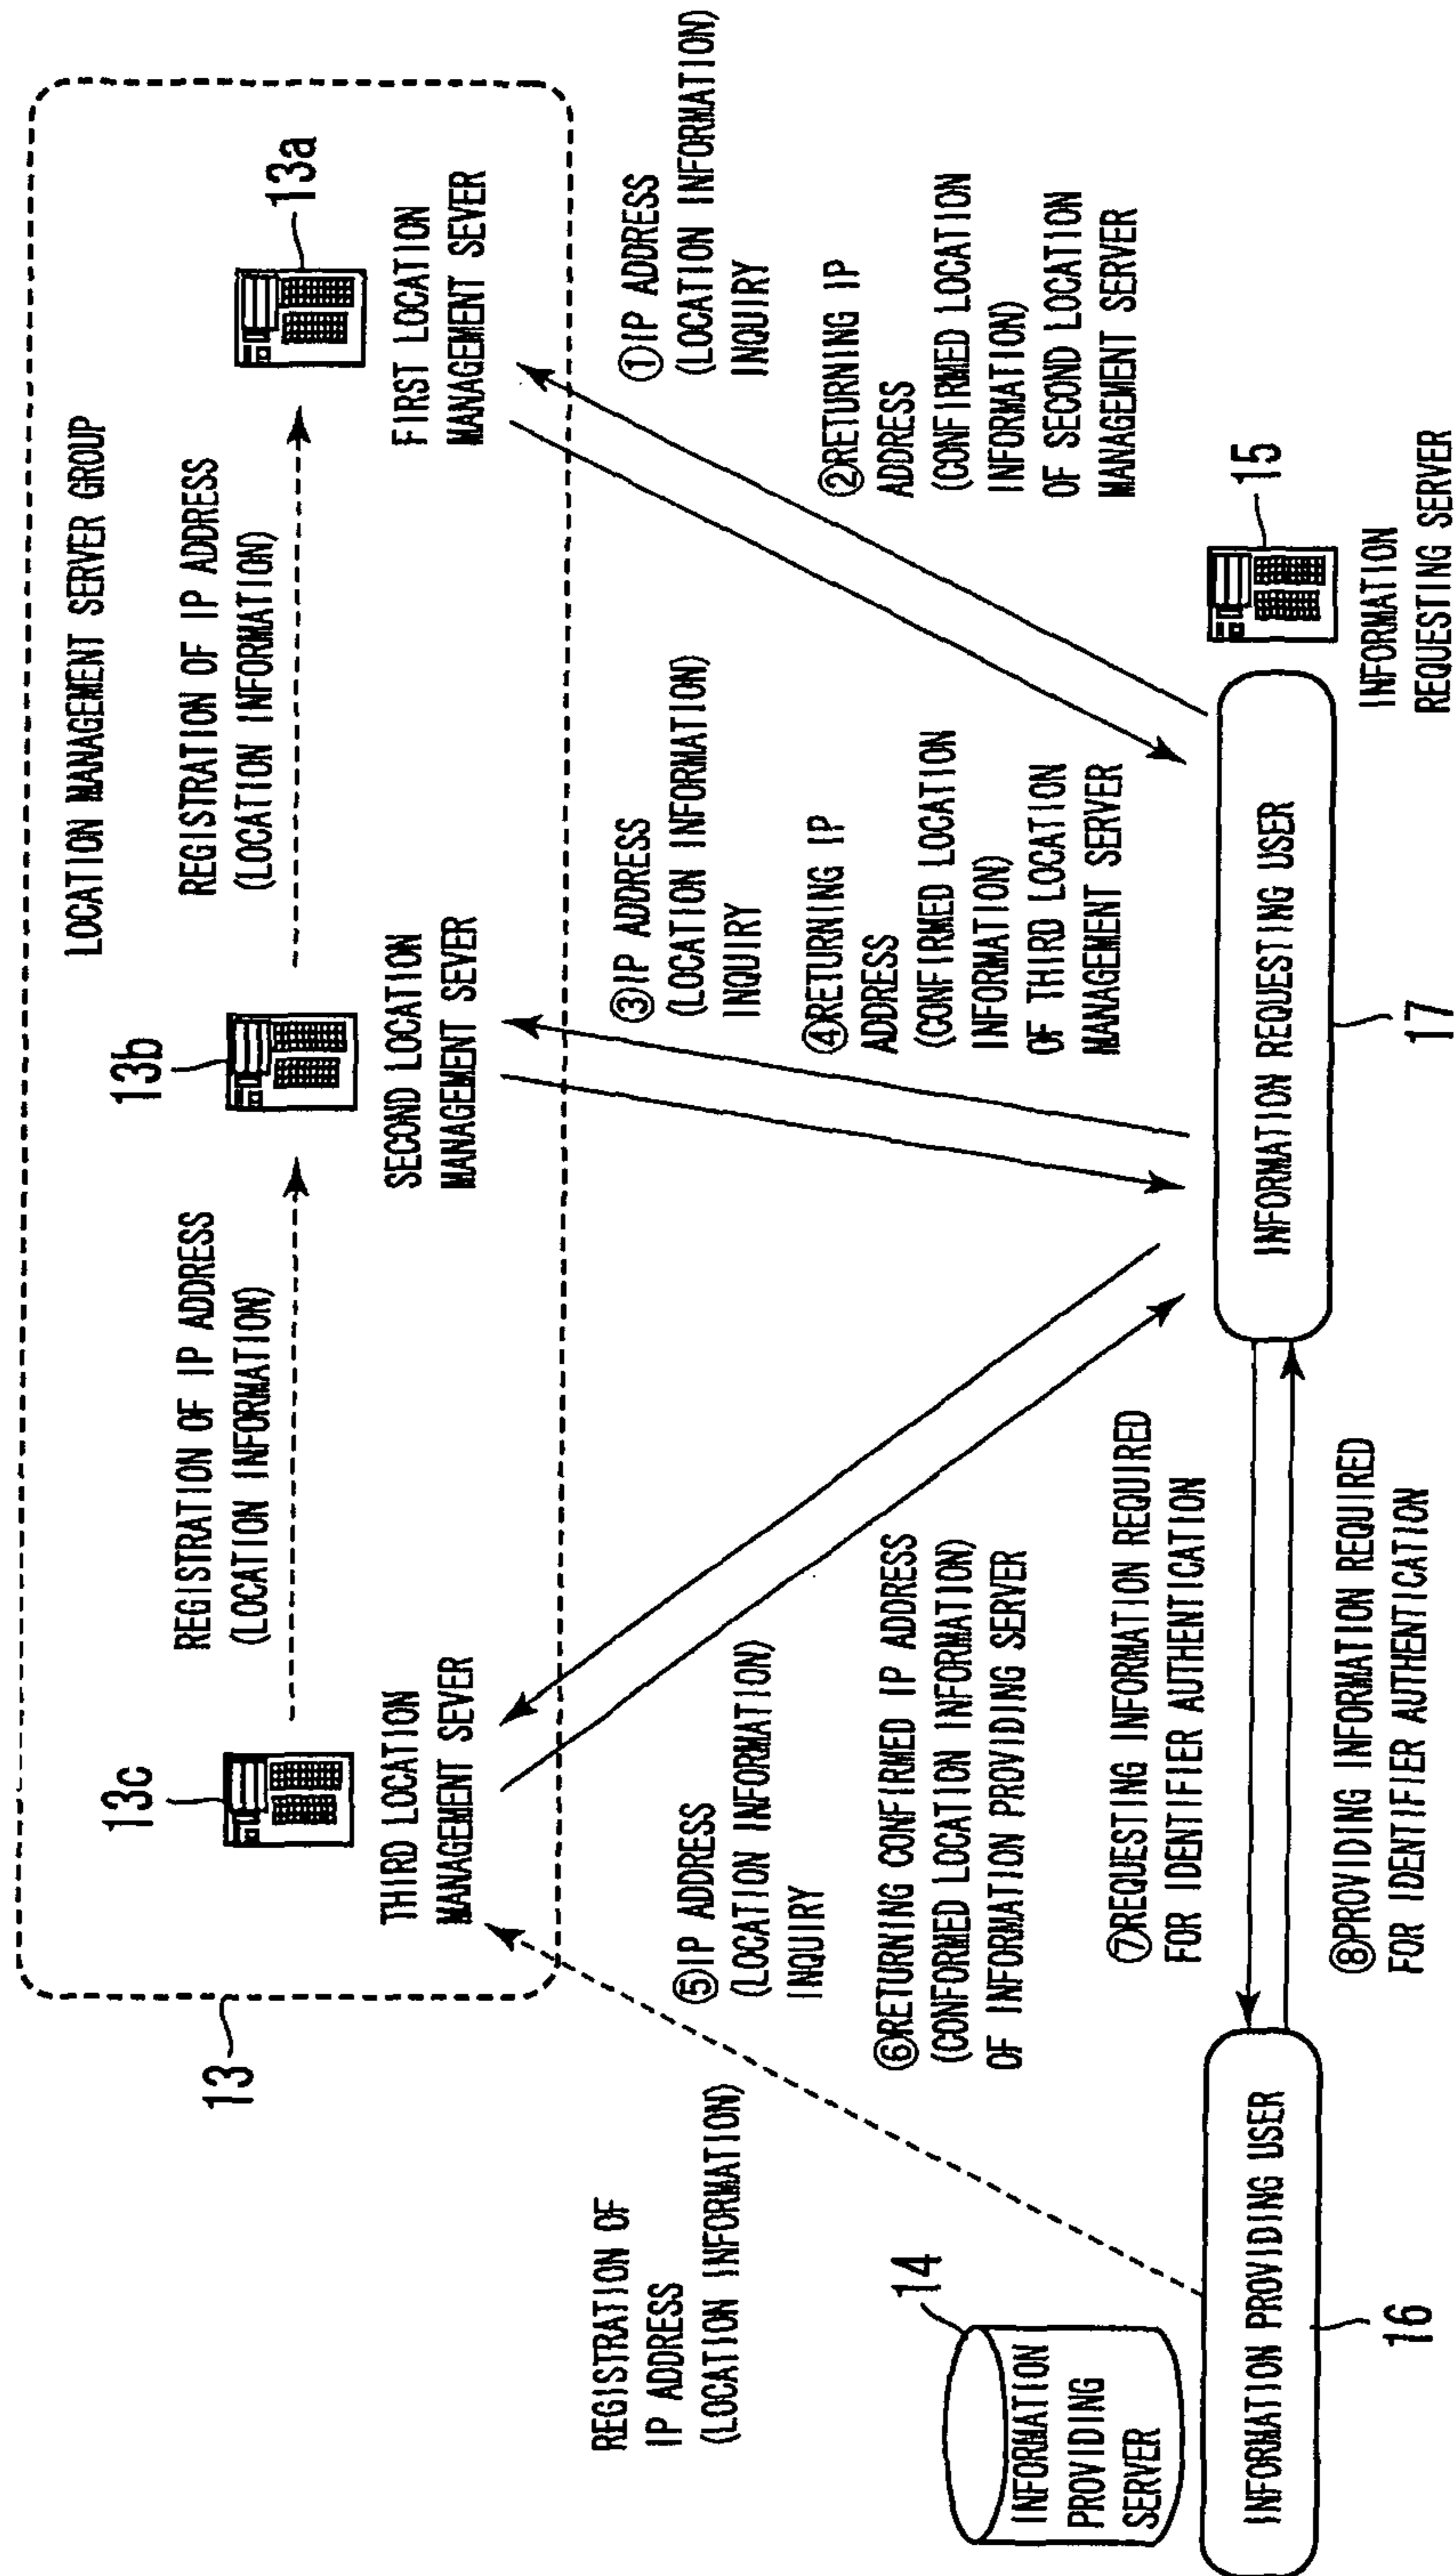 LOCATION MANAGEMENT SERVER GROUP
13
13c
THIRD LOCATION
MANAGEMENT SEVER
REGISTRATION OF IP ADDRESS
(LOCATION INFORMATION)
13b
SECOND LOCATION
MANAGEMENT SEVER
REGISTRATION OF IP ADDRESS
(LOCATION INFORMATION)
13a
FIRST LOCATION
MANAGEMENT SEVER
REGISTRATION OF
IP ADDRESS
(LOCATION INFORMATION)
⑤IP ADDRESS
(LOCATION INFORMATION)
INQUIRY
⑥RETURNING CONFIRMED IP ADDRESS
(CONFORMED LOCATION INFORMATION)
OF INFORMATION PROVIDING SERVER
③IP ADDRESS
(LOCATION INFORMATION)
INQUIRY
④RETURNING IP
ADDRESS
(CONFIRMED LOCATION
INFORMATION)
OF THIRD LOCATION
MANAGEMENT SERVER
①IP ADDRESS
(LOCATION INFORMATION)
INQUIRY
②RETURNING IP
ADDRESS
(CONFIRMED LOCATION
INFORMATION)
OF SECOND LOCATION
MANAGEMENT SERVER
14
INFORMATION
PROVIDING
SERVER
INFORMATION PROVIDING USER
16
⑦REQUESTING INFORMATION REQUIRED
FOR IDENTIFIER AUTHENTICATION
⑧PROVIDING INFORMATION REQUIRED
FOR IDENTIFIER AUTHENTICATION
INFORMATION REQUESTING USER
17
15
INFORMATION
REQUESTING SERVER